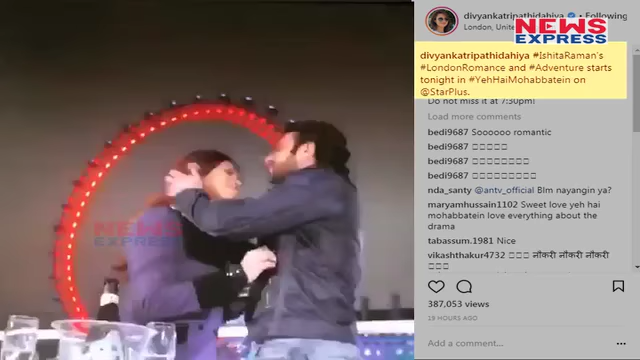 divyankatripathidahiya • Following
London, Unite
NEWS
EXPRESS
divyankatripathidahiya #IshitaRaman's
#LondonRomance and #Adventure starts
tonight in #YehHaiMohabbatein on
@StarPlus.
Do not miss it at 7:30pm!
Load more comments
bedi9687 Soooooo romantic
bedi9687
bedi9687
bedi9687
nda_santy @antv_official Blm nayangin ya?
maryamhussain1102 Sweet love yeh hai
mohabbatein love everything about the
drama
tabassum.1981 Nice
vikashthakur4732 नौकरी नौकरी नौकरी
NEWS
EXPRESS
387,053 views
19 HOURS AGO
Add a comment...